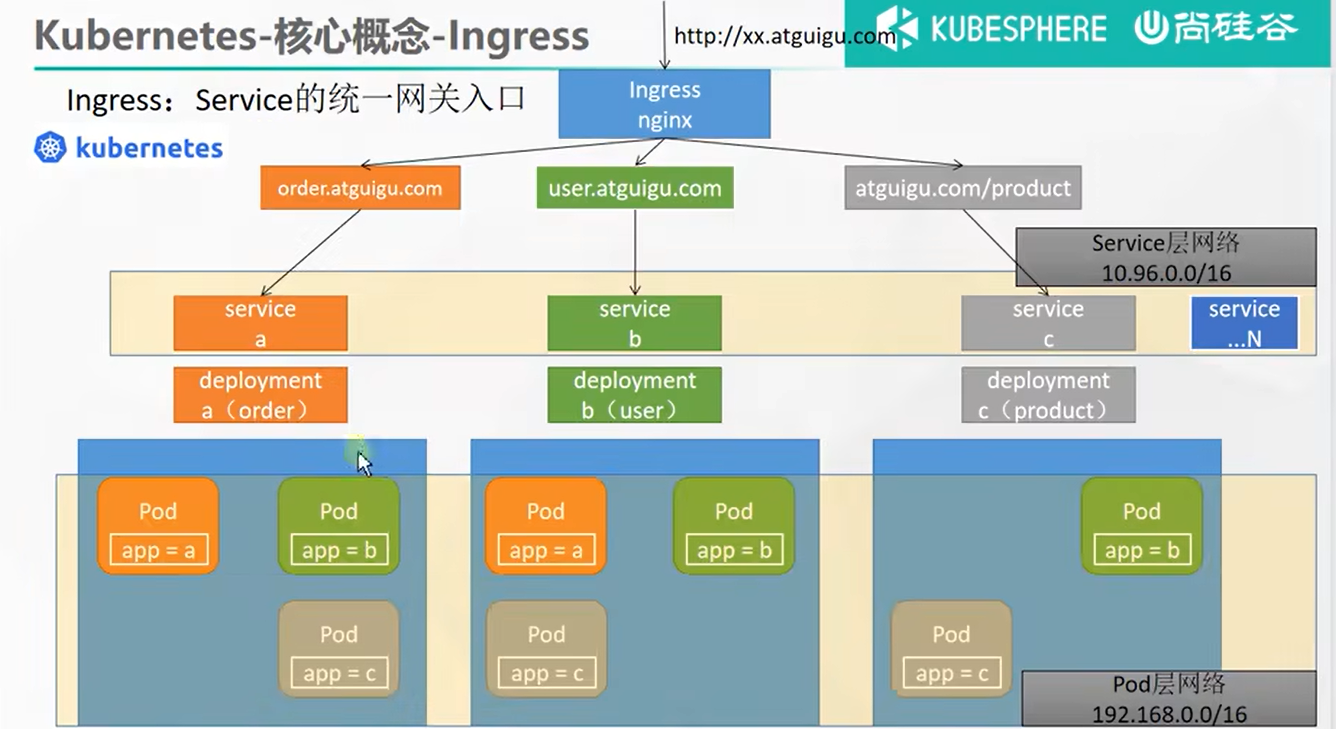 Kubernetes-核心概念-Ingress
http://xx.atguigu.com
KUBESPHERE
尚硅谷
Ingress：Service的统一网关入口
kubernetes
Ingress
nginx
order.atguigu.com
user.atguigu.com
atguigu.com/product
Service层网络
10.96.0.0/16
service
a
service
b
service
c
service
...N
deployment
a（order）
deployment
b（user）
deployment
c（product）
Pod
app = a
Pod
app = b
Pod
app = a
Pod
app = b
Pod
app = b
Pod
app = c
Pod
app = c
Pod
app = c
Pod层网络
192.168.0.0/16